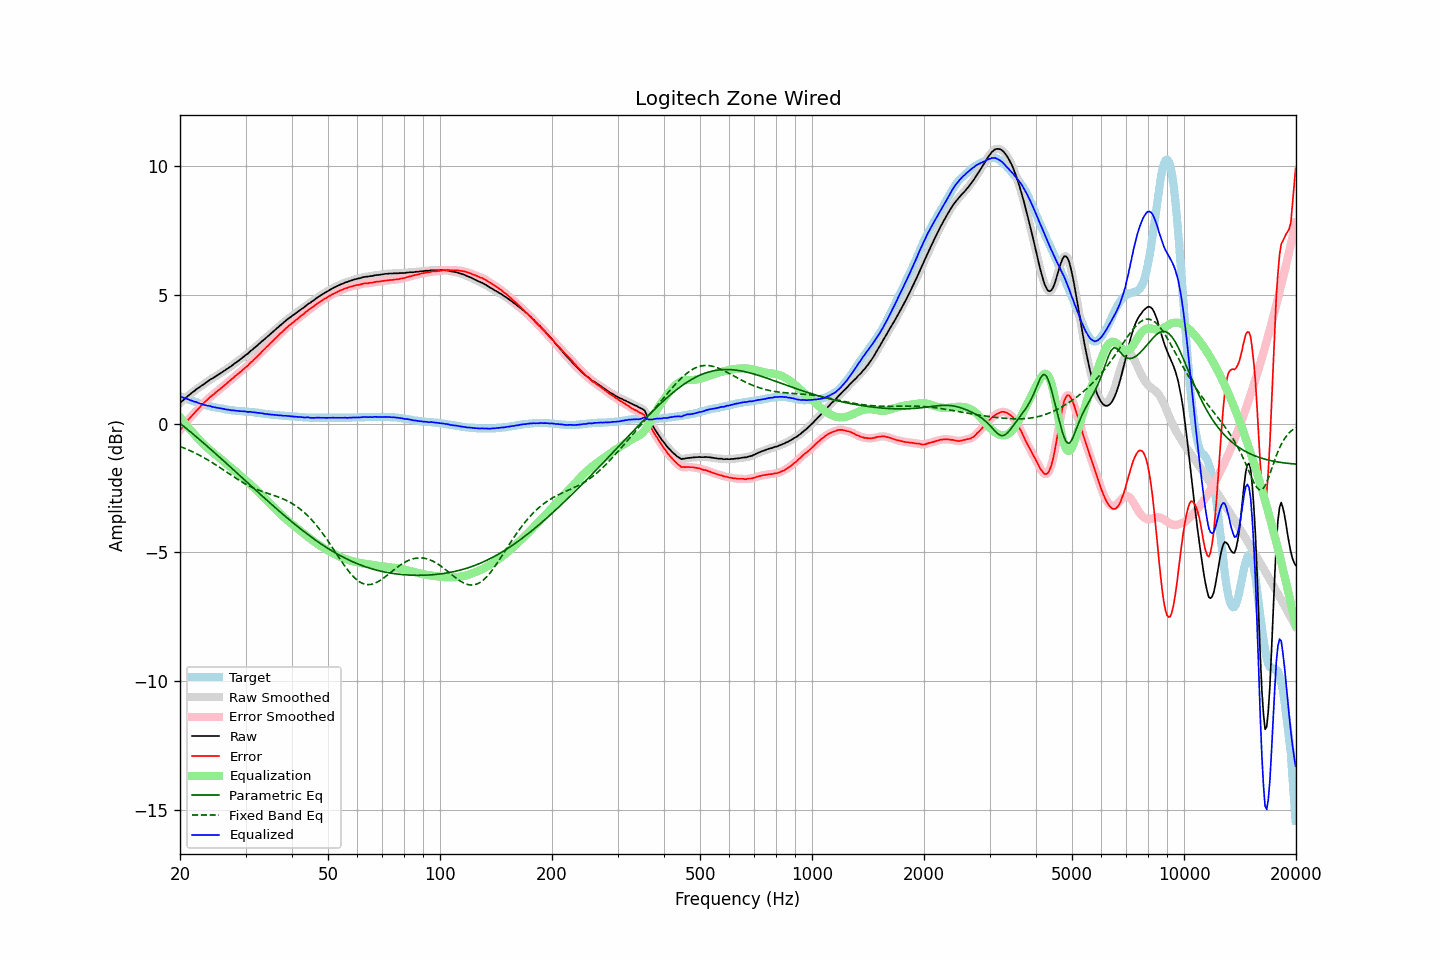 Logitech Zone Wired
Amplitude (dBr)
10
5
0
−5
−10
−15
Target
Raw Smoothed
Error Smoothed
Raw
Error
Equalization
Parametric Eq
Fixed Band Eq
Equalized
20 50 100 200 500 1000 2000 5000 10000 20000
Frequency (Hz)